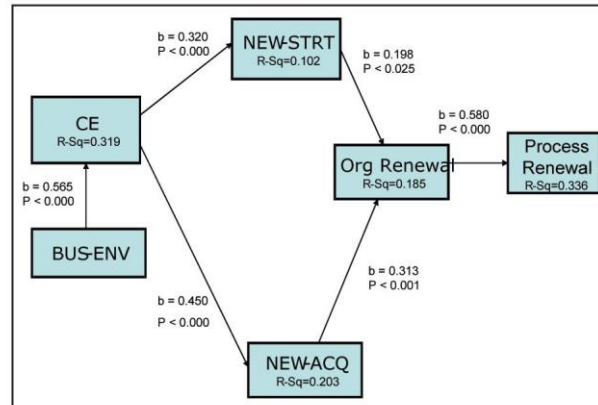 b = 0.320
P < 0.000
NEW-STRT
R-Sq=0.102
b = 0.198
P < 0.025
CE
R-Sq=0.319
b = 0.580
P < 0.000
Org Renewal
R-Sq=0.185
Process
Renewal
R-Sq=0.336
b = 0.565
P < 0.000
BUS-ENV
b = 0.313
P < 0.001
b = 0.450
P < 0.000
NEW-ACQ
R-Sq=0.203